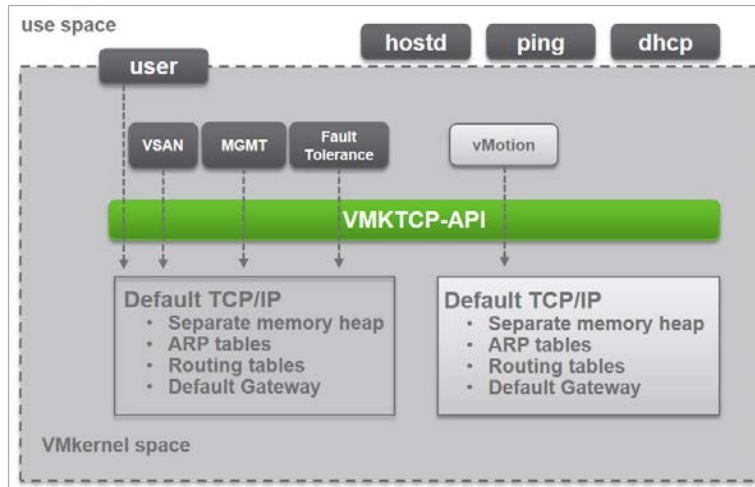 use space
hostd
ping
dhcp
user
VSAN
MGMT
Fault
Tolerance
vMotion
VMKTCP-API
Default TCP/IP
• Separate memory heap
• ARP tables
• Routing tables
• Default Gateway
Default TCP/IP
• Separate memory heap
• ARP tables
• Routing tables
• Default Gateway
VMkernel space